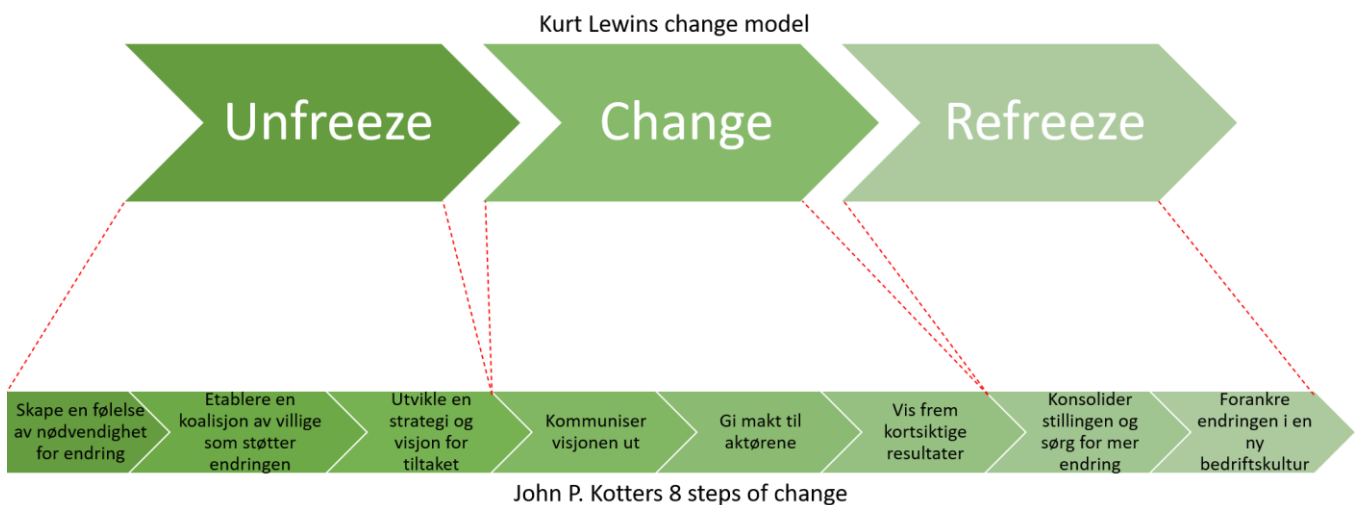 Kurt Lewins change model
Unfreeze
Change
Refreeze
Skape en følelse
av nødvendighet
for endring
Etablere en
koalisjon av villige
som støtter
endringen
Utvikle en
strategi og
visjon for
tiltaket
Kommuniser
visjonen ut
Gi makt til
aktørene
Vis frem
kortsiktige
resultater
Konsolider
stillingen og
sørg for mer
endring
Forankre
endringen i en
ny
bedriftskultur
John P. Kotters 8 steps of change